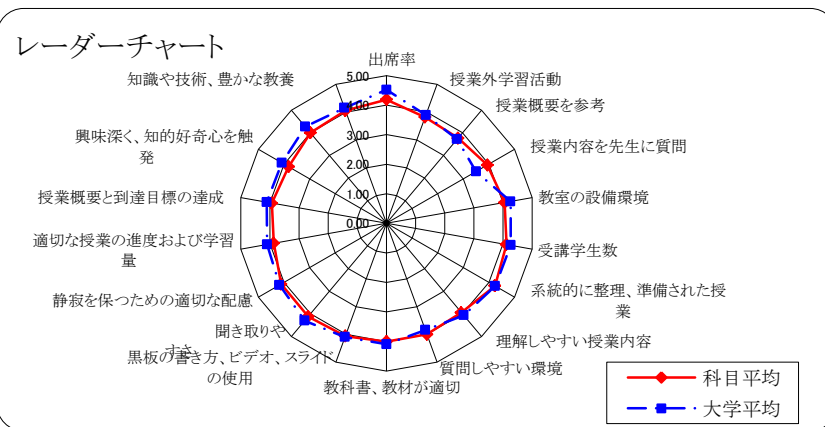 レーダーチャート
出席率
授業外学習活動
授業概要を参考
授業内容を先生に質問
教室の設備環境
受講学生数
系統的に整理、準備された授
業
理解しやすい授業内容
質問しやすい環境
教科書、教材が適切
黒板の書き方、ビデオ、スライド
の使用
聞き取りや
すさ
静寂を保つための適切な配慮
適切な授業の進度および学習
量
授業概要と到達目標の達成
興味深く、知的好奇心を触
発
知識や技術、豊かな教養
5.00
4.00
3.00
2.00
1.00
0.00
科目平均
大学平均